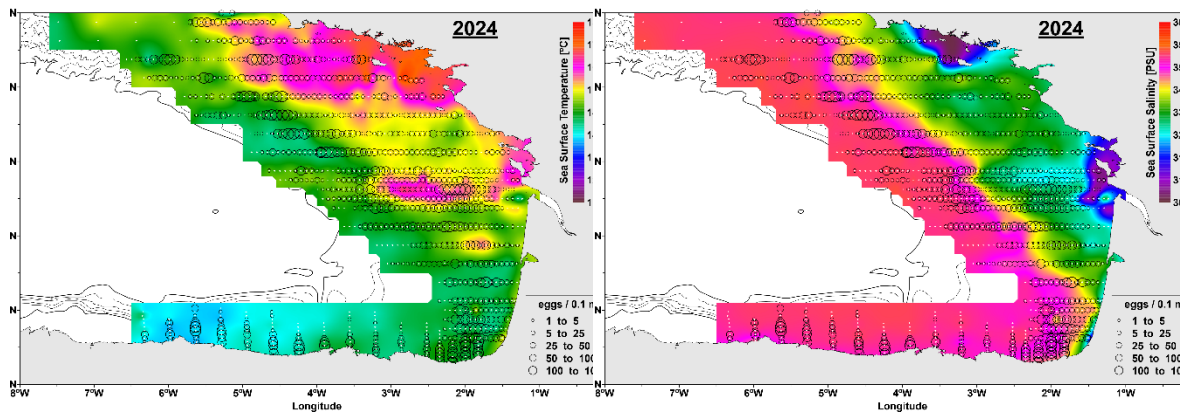 2024
Sea Surface Temperature [ºC]
N
N
N
N
N
N
eggs / 0.1 m
1 to 5
5 to 25
25 to 50
50 to 100
100 to 10
8°W 7°W 6°W 5°W 4°W 3°W 2°W 1°W
Longitude
2024
Sea Surface Salinity [PSU]
N
N
N
N
N
N
eggs / 0.1 m
1 to 5
5 to 25
25 to 50
50 to 100
100 to 10
8°W 7°W 6°W 5°W 4°W 3°W 2°W 1°W
Longitude